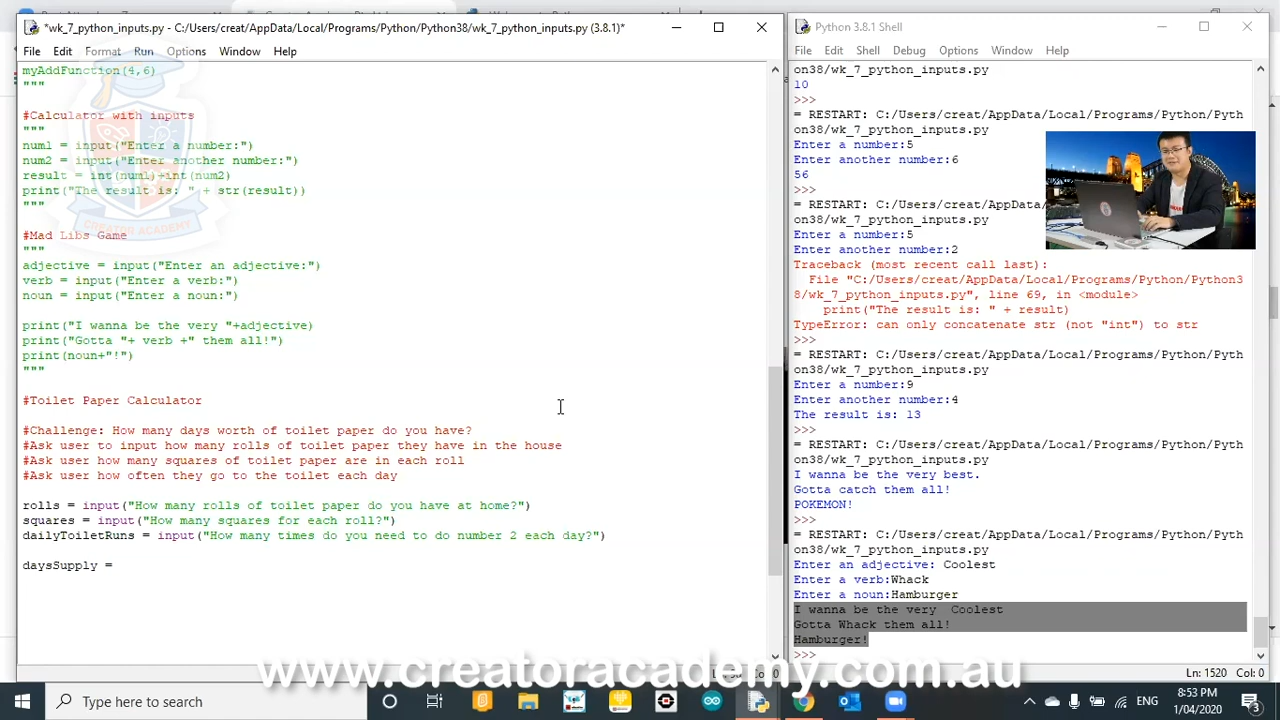 *wk_7_python_inputs.py - C:/Users/creat/AppData/Local/Programs/Python/Python38/wk_7_python_inputs.py (3.8.1)*
File Edit Format Run Options Window Help
myAddFunction(4,6)
"""
#Calculator with inputs
"""
num1 = input("Enter a number:")
num2 = input("Enter another number:")
result = int(num1)+int(num2)
print("The result is: " + str(result))
"""
#Mad Libs Game
"""
adjective = input("Enter an adjective:")
verb = input("Enter a verb:")
noun = input("Enter a noun:")
print("I wanna be the very "+adjective)
print("Gotta "+ verb +" them all!")
print(noun+"!")
"""
#Toilet Paper Calculator
#Challenge: How many days worth of toilet paper do you have?
#Ask user to input how many rolls of toilet paper they have in the house
#Ask user how many squares of toilet paper are in each roll
#Ask user how often they go to the toilet each day
rolls = input("How many rolls of toilet paper do you have at home?")
squares = input("How many squares for each roll?")
dailyToiletRuns = input("How many times do you need to do number 2 each day?")
daysSupply =
CREATOR ACADEMY
Python 3.8.1 Shell
File Edit Shell Debug Options Window Help
on38/wk_7_python_inputs.py
10
>>>
= RESTART: C:/Users/creat/AppData/Local/Programs/Python/Pyth
on38/wk_7_python_inputs.py
Enter a number:5
Enter another number:6
56
>>>
= RESTART: C:/Users/creat/AppData/
on38/wk_7_python_inputs.py
Enter a number:5
Enter another number:2
Traceback (most recent call last):
File "C:/Users/creat/AppData/Local/Programs/Python/Python3
8/wk_7_python_inputs.py", line 69, in <module>
print("The result is: " + result)
TypeError: can only concatenate str (not "int") to str
>>>
= RESTART: C:/Users/creat/AppData/Local/Programs/Python/Pyth
on38/wk_7_python_inputs.py
Enter a number:9
Enter another number:4
The result is: 13
>>>
= RESTART: C:/Users/creat/AppData/Local/Programs/Python/Pyth
on38/wk_7_python_inputs.py
I wanna be the very best.
Gotta catch them all!
POKEMON!
>>>
= RESTART: C:/Users/creat/AppData/Local/Programs/Python/Pyth
on38/wk_7_python_inputs.py
Enter an adjective: Coolest
Enter a verb:Whack
Enter a noun:Hamburger
I wanna be the very  Coolest
Gotta Whack them all!
Hamburger!
>>>
Ln: 1520 Col: 0
www.creatoracademy.com.au
Type here to search
ENG
8:53 PM
1/04/2020
3